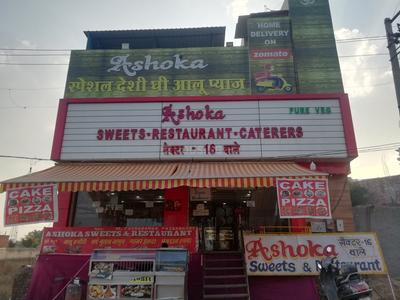 HOME
DELIVERY
ON
zomato
Ashoka
स्पेशल देशी घी आलू प्याज
PURE VEG
Ashoka
SWEETS-RESTAURANT-CATERERS
सेक्टर - 16 वाले
CAKE
PIZZA
CAKE
PIZZA
ASHOKA SWEETS & RESTAURANT
Ashoka सेक्टर-16 वाले
Sweets & Restaurant